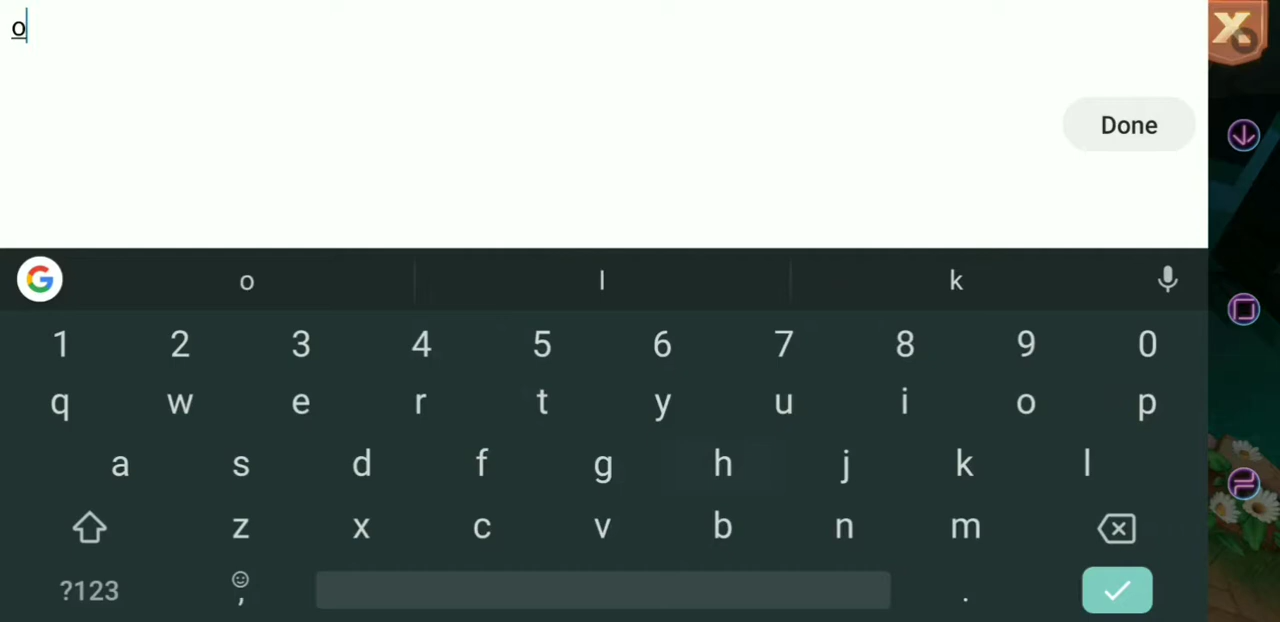 o
Done
o l k
1 2 3 4 5 6 7 8 9 0
q w e r t y u i o p
a s d f g h j k l
z x c v b n m
?123 , .